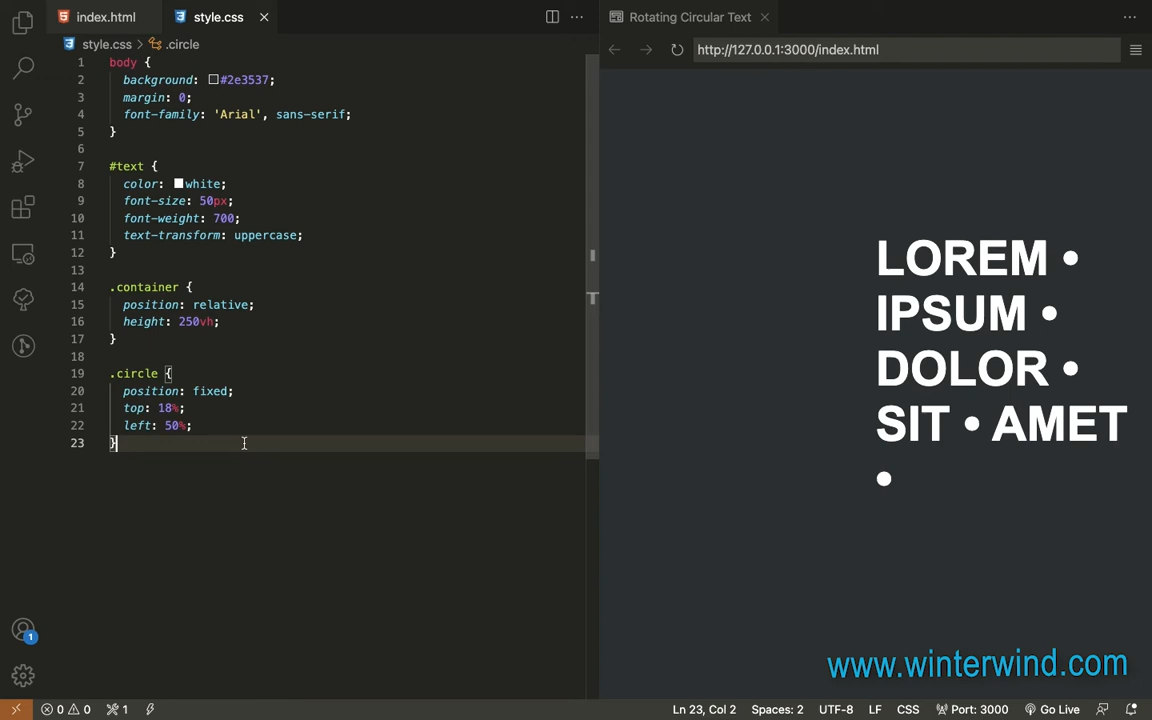 index.html
style.css
Rotating Circular Text
style.css > .circle
http://127.0.0.1:3000/index.html
1 body {
2 background: #2e3537;
3 margin: 0;
4 font-family: 'Arial', sans-serif;
5 }
6
7 #text {
8 color: white;
9 font-size: 50px;
10 font-weight: 700;
11 text-transform: uppercase;
12 }
13
14 .container {
15 position: relative;
16 height: 250vh;
17 }
18
19 .circle {
20 position: fixed;
21 top: 18%;
22 left: 50%;
23 }
LOREM •
IPSUM •
DOLOR •
SIT • AMET
•
www.winterwind.com
1
0 0 1 Ln 23, Col 2 Spaces: 2 UTF-8 LF CSS Port: 3000 Go Live